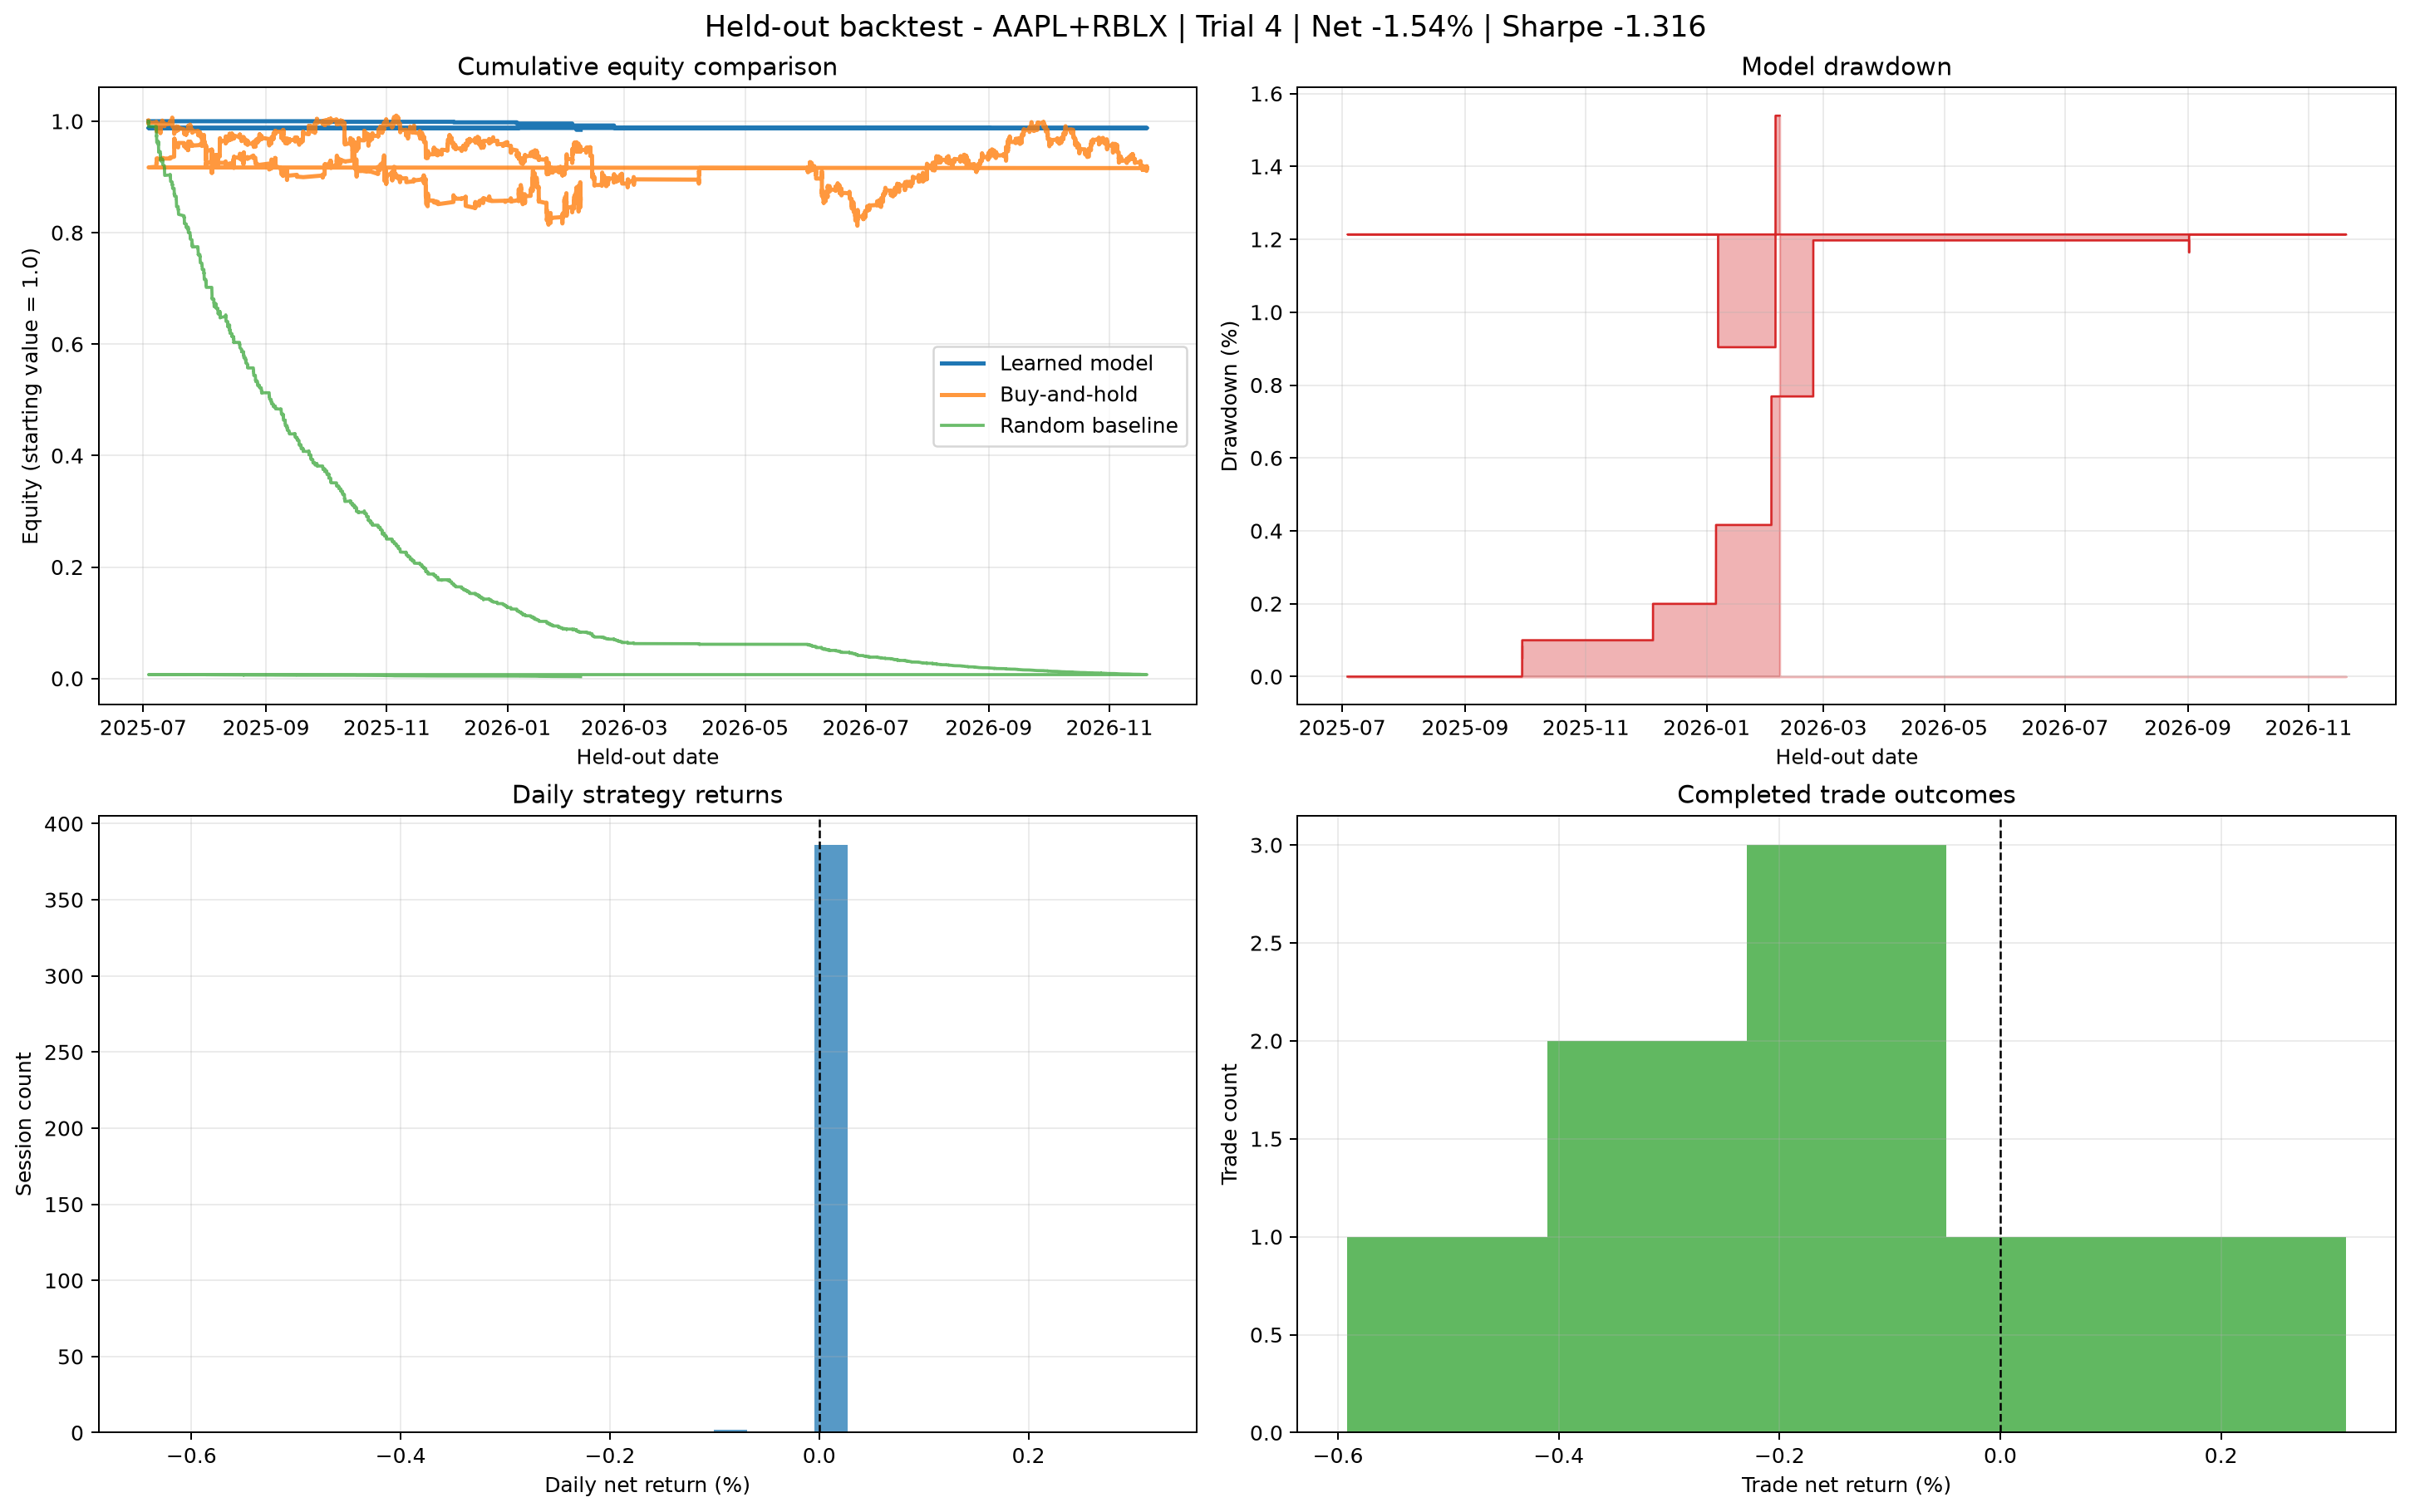 Held-out backtest - AAPL+RBLX | Trial 4 | Net -1.54% | Sharpe -1.316
Cumulative equity comparison
Equity (starting value = 1.0)
1.0
0.8
0.6
0.4
0.2
0.0
Learned model
Buy-and-hold
Random baseline
2025-07 2025-09 2025-11 2026-01 2026-03 2026-05 2026-07 2026-09 2026-11
Held-out date
Model drawdown
Drawdown (%)
1.6
1.4
1.2
1.0
0.8
0.6
0.4
0.2
0.0
2025-07 2025-09 2025-11 2026-01 2026-03 2026-05 2026-07 2026-09 2026-11
Held-out date
Daily strategy returns
Session count
400
350
300
250
200
150
100
50
0
−0.6 −0.4 −0.2 0.0 0.2
Daily net return (%)
Completed trade outcomes
Trade count
3.0
2.5
2.0
1.5
1.0
0.5
0.0
−0.6 −0.4 −0.2 0.0 0.2
Trade net return (%)